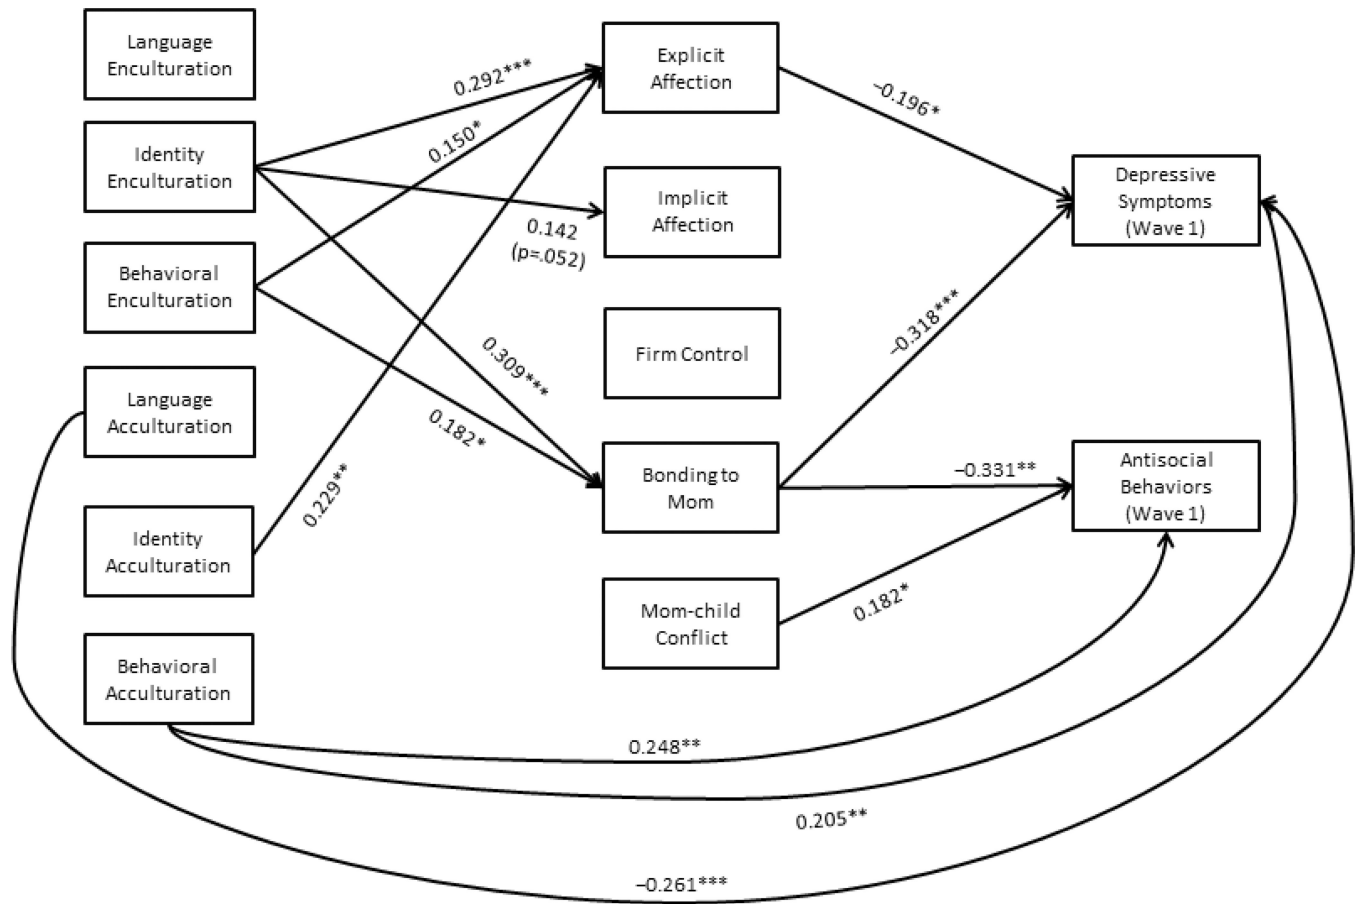 Language
Enculturation
Identity
Enculturation
Behavioral
Enculturation
Language
Acculturation
Identity
Acculturation
Behavioral
Acculturation
0.292***
0.150*
0.142
(p=.052)
0.309***
0.182*
0.229**
Explicit
Affection
Implicit
Affection
Firm Control
Bonding to
Mom
Mom-child
Conflict
−0.196*
−0.318***
−0.331**
0.182*
Depressive
Symptoms
(Wave 1)
Antisocial
Behaviors
(Wave 1)
0.248**
0.205**
−0.261***